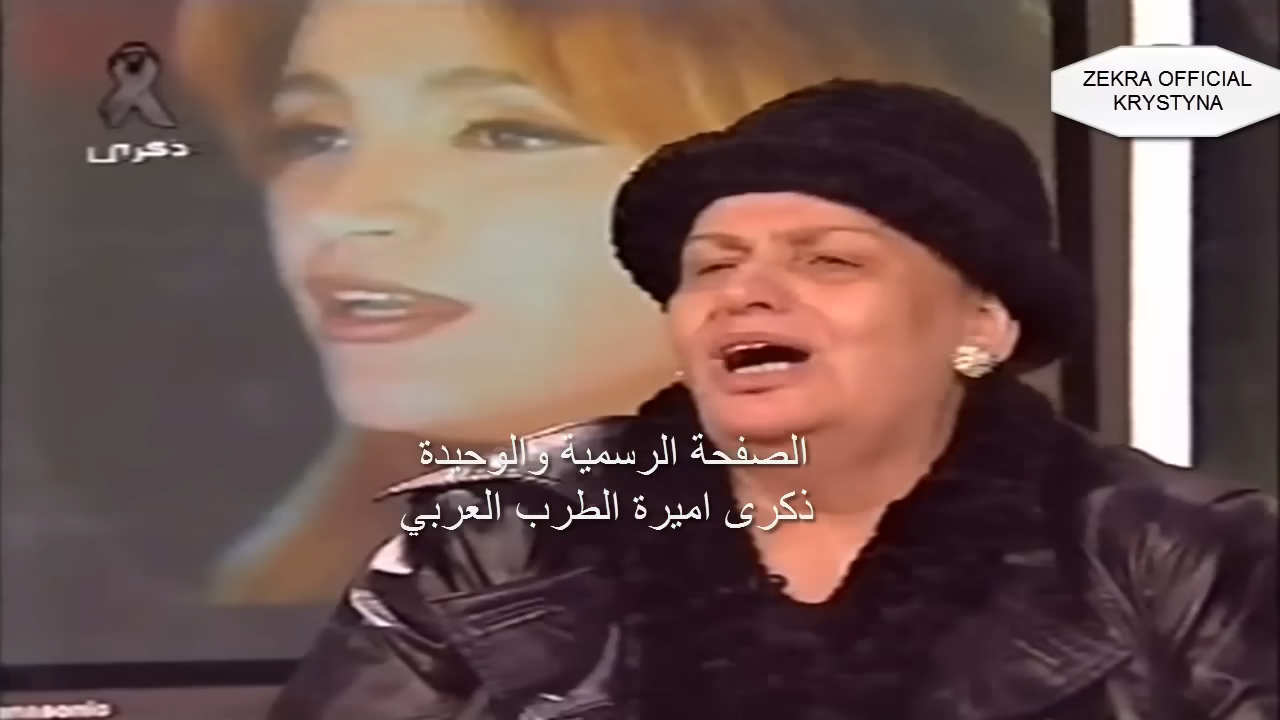 ZEKRA OFFICIAL
KRYSTYNA
ذكرى
الصفحة الرسمية والوحيدة
ذكرى اميرة الطرب العربي